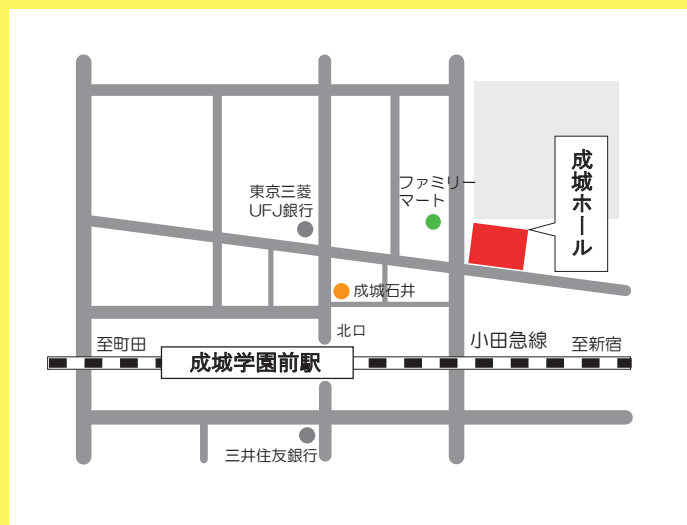 東京三菱
UFJ銀行
ファミリー
マート
成城ホール
成城石井
北口
至町田
成城学園前駅
小田急線
至新宿
三井住友銀行